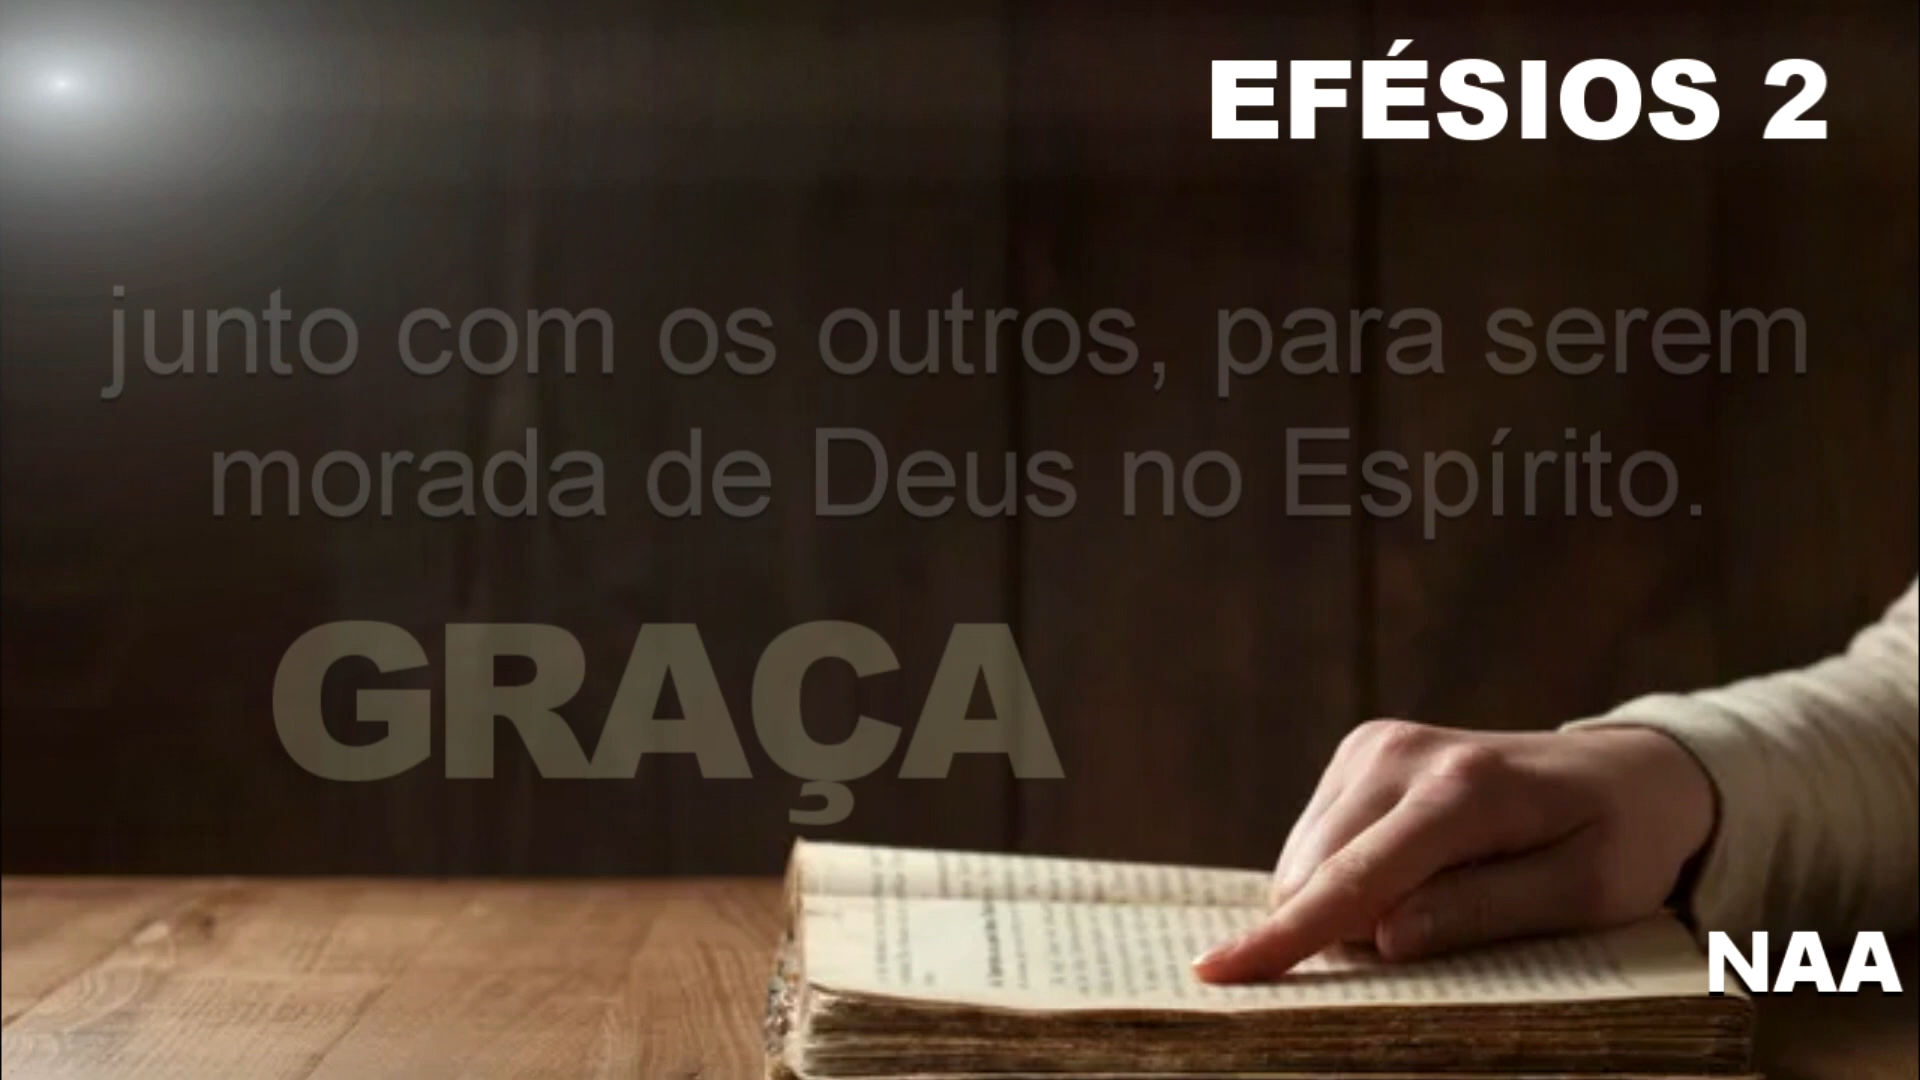 EFÉSIOS 2
junto com os outros, para serem
morada de Deus no Espírito.
GRAÇA
NAA